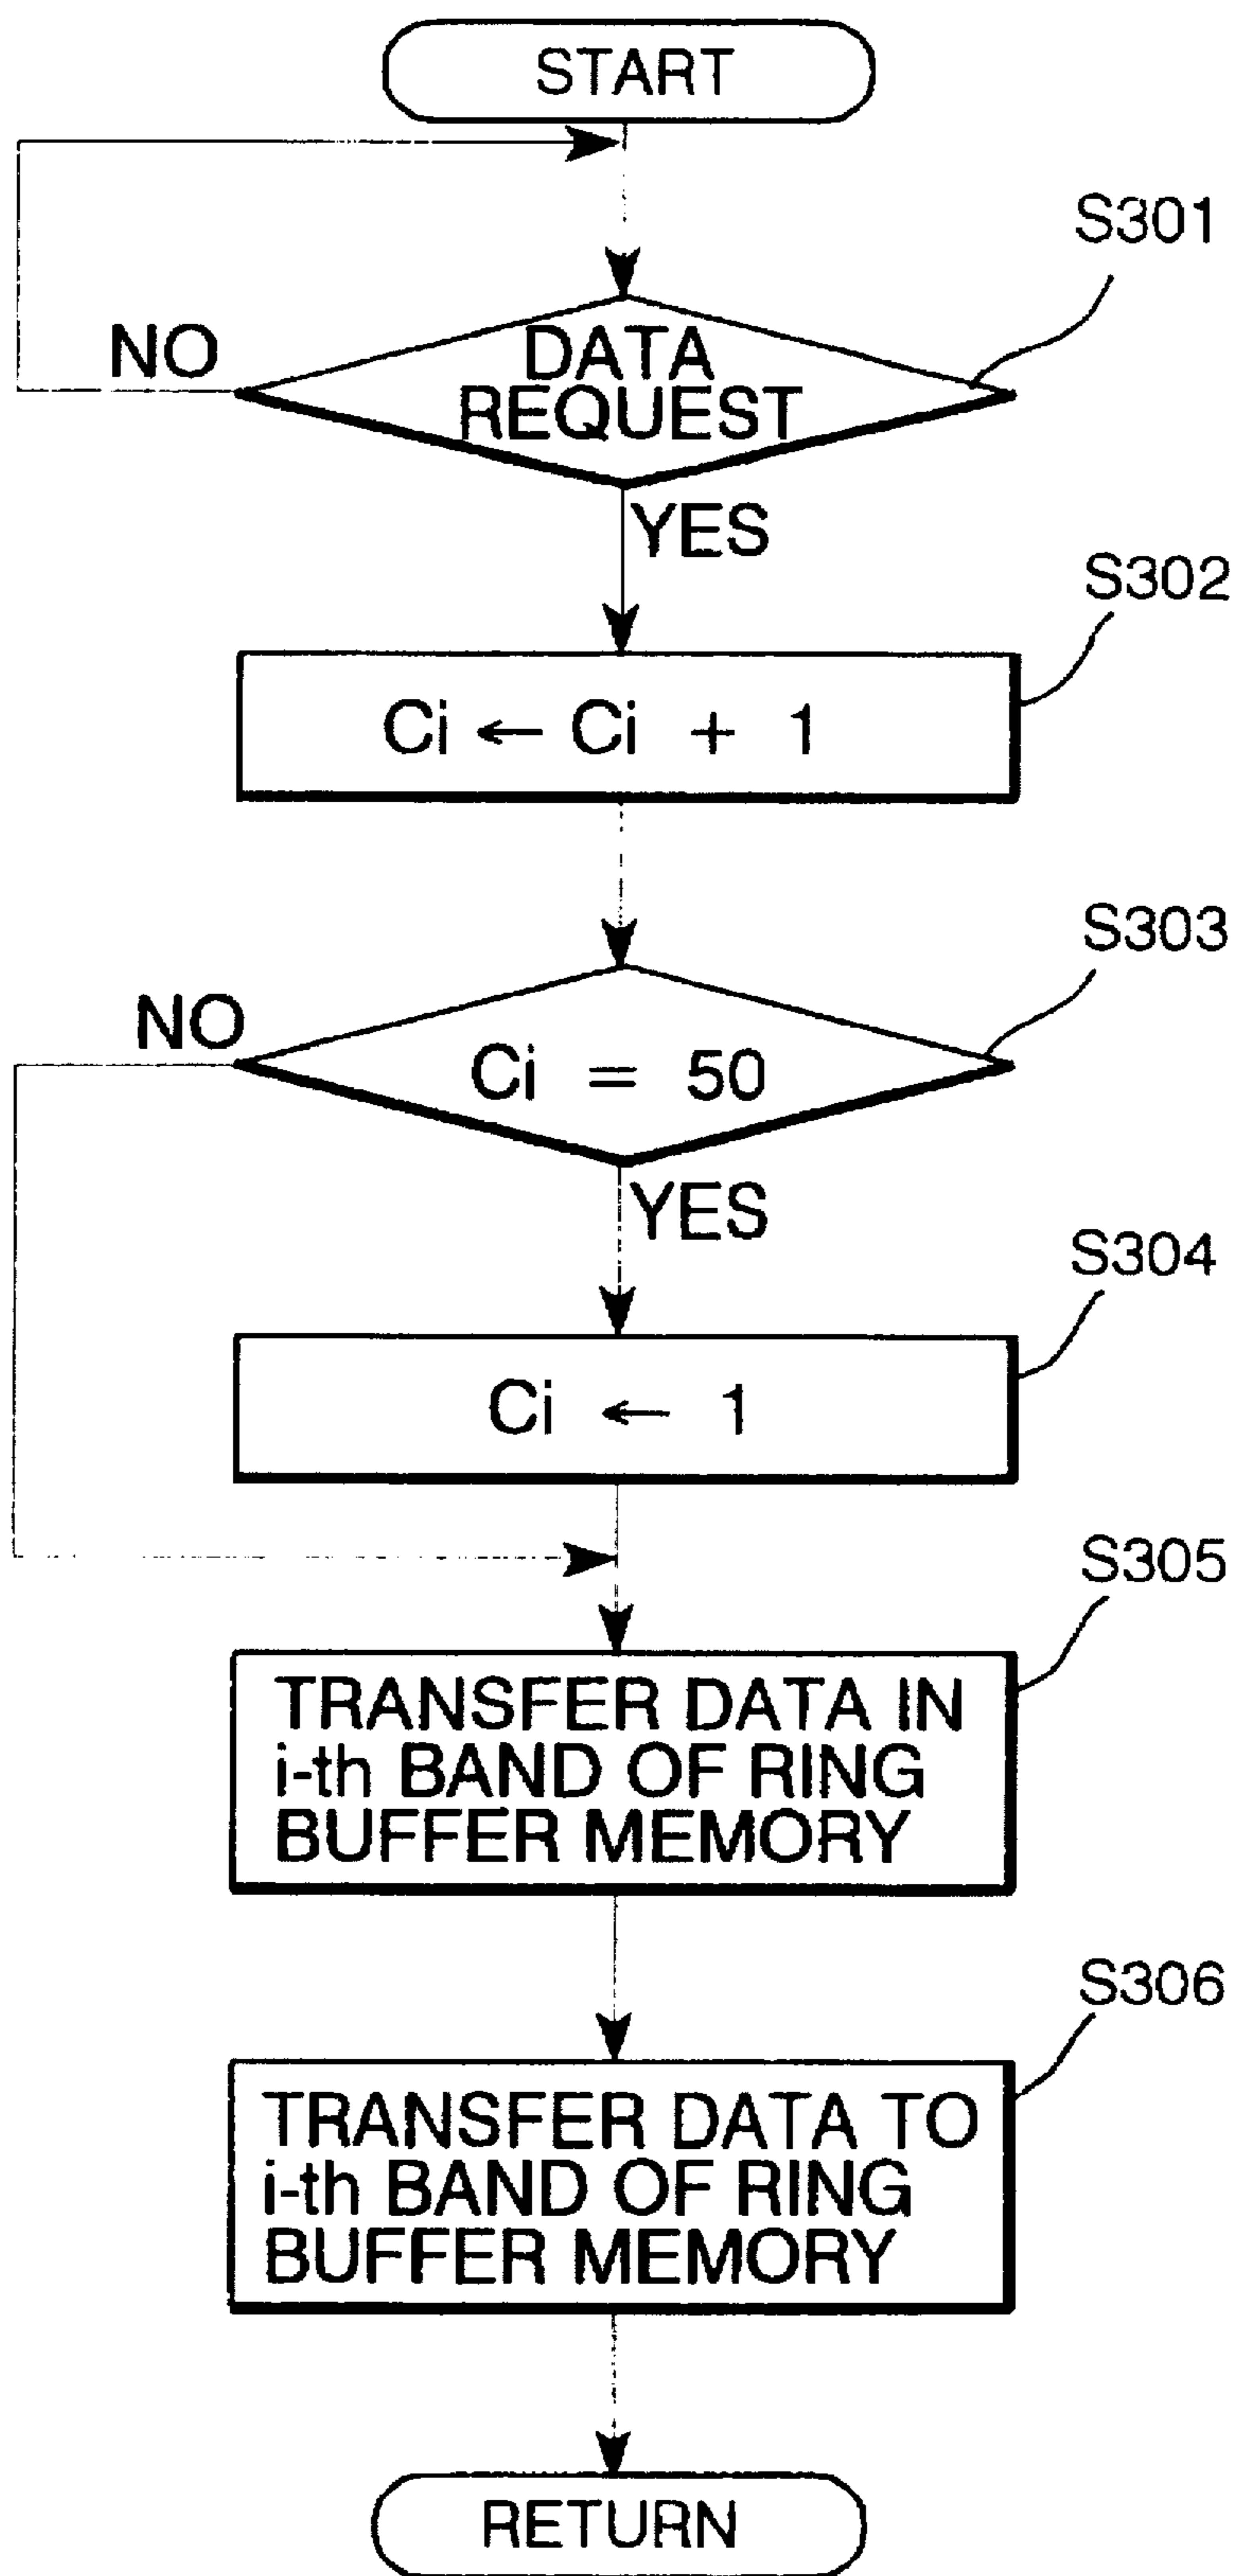 START
S301
NO
DATA
REQUEST
YES
S302
Ci ← Ci + 1
S303
NO
Ci = 50
YES
S304
Ci ← 1
S305
TRANSFER DATA IN
i-th BAND OF RING
BUFFER MEMORY
S306
TRANSFER DATA TO
i-th BAND OF RING
BUFFER MEMORY
RETURN